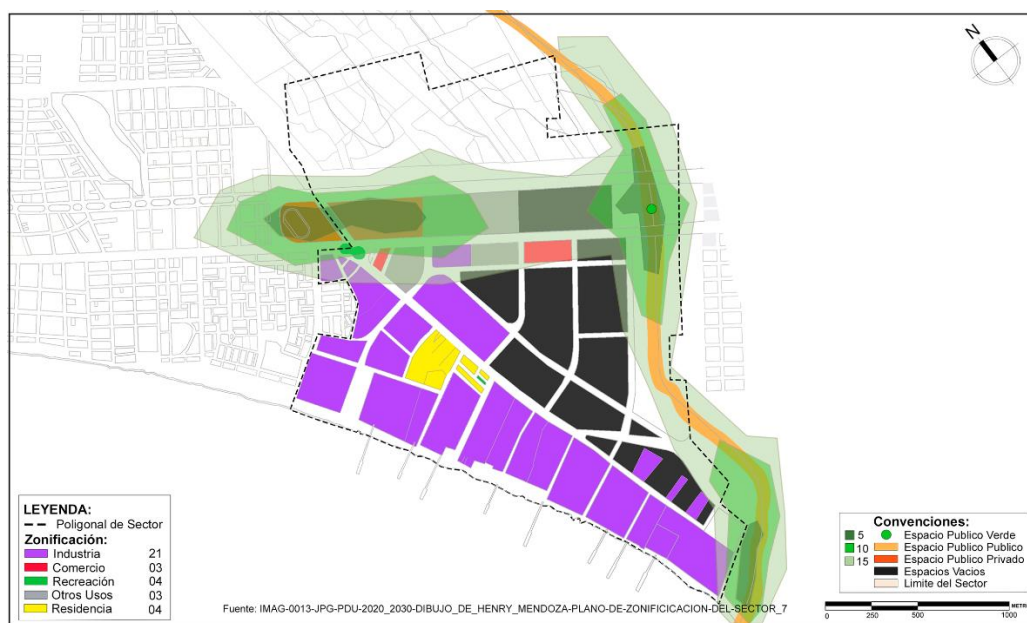 N
LEYENDA:
Poligonal de Sector
Zonificación:
Industria 21
Comercio 03
Recreación 04
Otros Usos 03
Residencia 04
Fuente: IMAG-0013-JPG-PDU-2020_2030-DIBUJO_DE_HENRY_MENDOZA-PLANO-DE-ZONIFICICACION-DEL-SECTOR_7
Convenciones:
5 Espacio Publico Verde
10 Espacio Publico Publico
15 Espacio Publico Privado
Espacios Vacios
Limite del Sector
0 250 500 1000